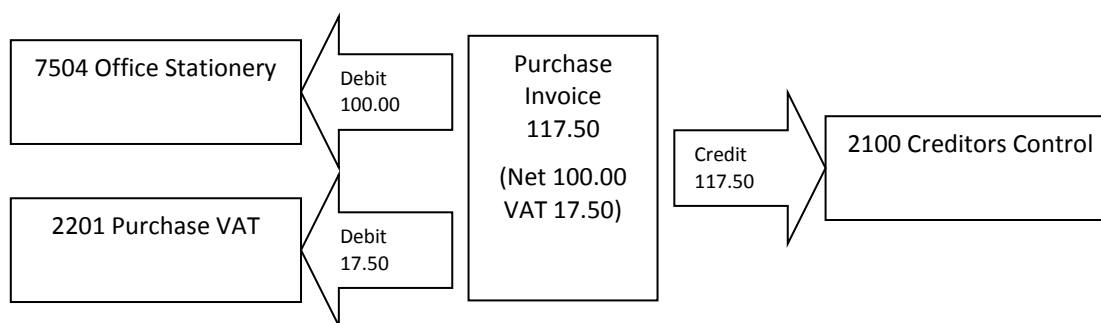 7504 Office Stationery
Debit
100.00
2201 Purchase VAT
Debit
17.50
Purchase
Invoice
117.50
(Net 100.00
VAT 17.50)
Credit
117.50
2100 Creditors Control